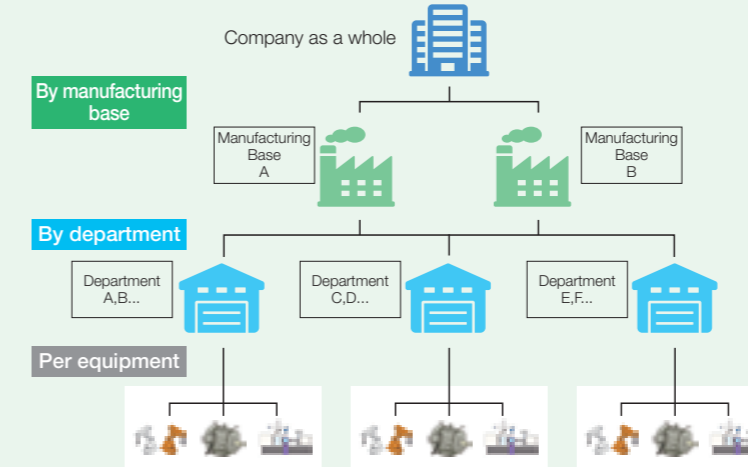 Company as a whole
By manufacturing
base
Manufacturing
Base
A
Manufacturing
Base
B
By department
Department
A,B...
Department
C,D...
Department
E,F...
Per equipment